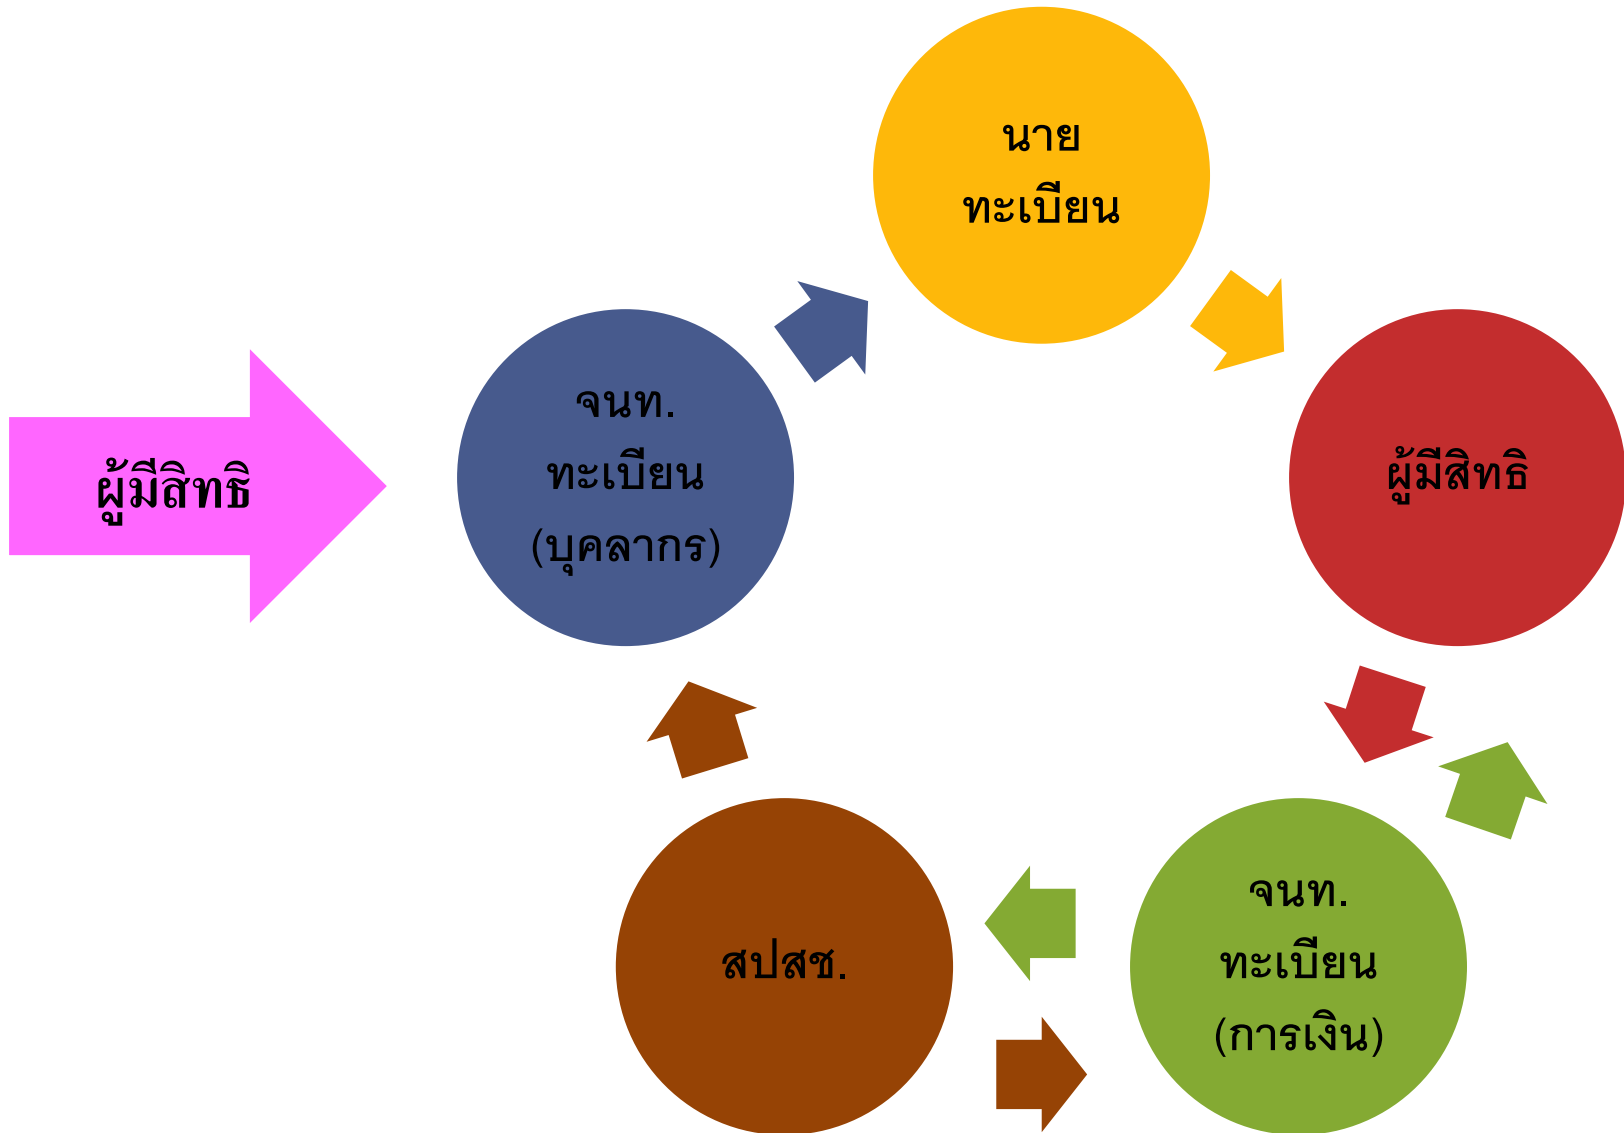 นาย
ทะเบียน
ผู้มีสิทธิ
จนท.
ทะเบียน
(บุคลากร)
ผู้มีสิทธิ
สปสช.
จนท.
ทะเบียน
(การเงิน)